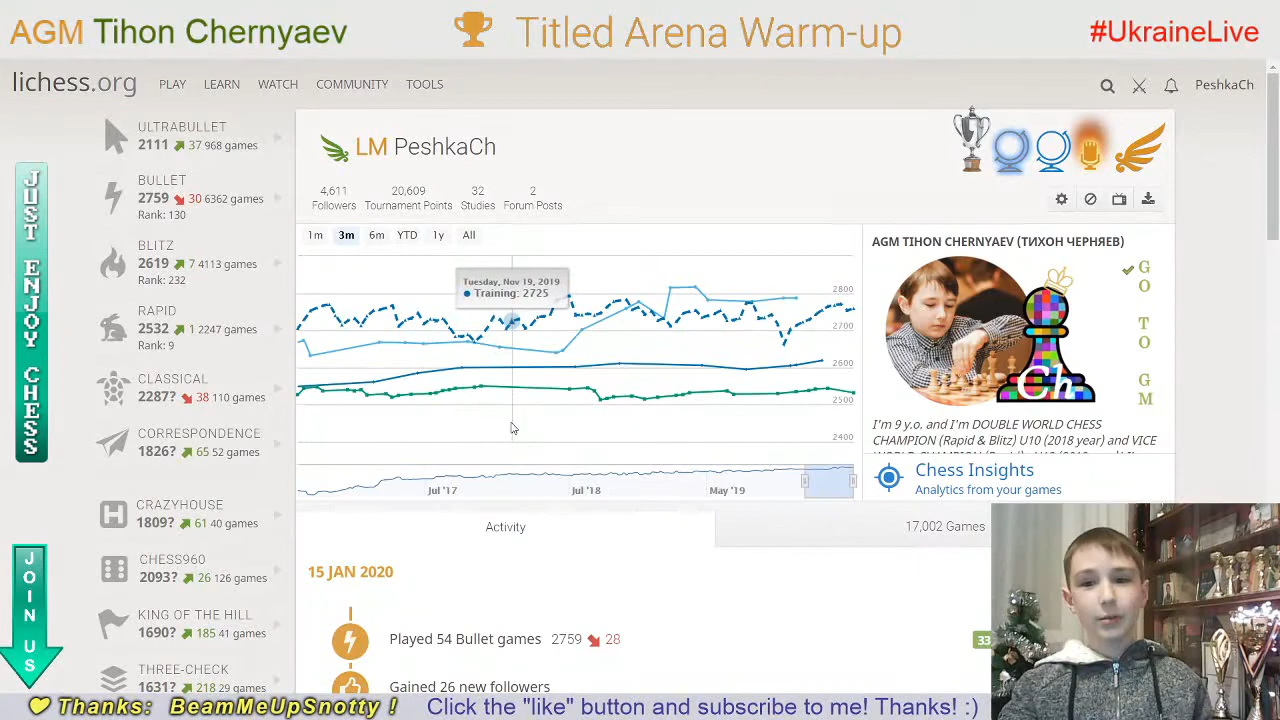 AGM Tihon Chernyaev
Titled Arena Warm-up
#UkraineLive
lichess.org
PLAY
LEARN
WATCH
COMMUNITY
TOOLS
PeshkaCh
JUST ENJOY CHESS
JOIN US
ULTRABULLET
2111 37 968 games
BULLET
2759 30 6362 games
Rank: 130
BLITZ
2619 7 4113 games
Rank: 232
RAPID
2532 1 2247 games
Rank: 9
CLASSICAL
2287? 38 110 games
CORRESPONDENCE
1826? 65 52 games
CRAZYHOUSE
1809? 61 40 games
CHESS960
2093? 26 126 games
KING OF THE HILL
1690? 185 41 games
THREE-CHECK
1631? 218 29 games
LM PeshkaCh
4,611 20,609 32 2
Followers Tournament Points Studies Forum Posts
1m 3m 6m YTD 1y All
Tuesday, Nov 19, 2019
Training: 2725
2800
2700
2600
2500
2400
Jul '17 Jul '18 May '19
AGM TIHON CHERNYAEV (ТИХОН ЧЕРНЯЕВ)
GO
TO
GM
Ch
I'm 9 y.o. and I'm DOUBLE WORLD CHESS
CHAMPION (Rapid & Blitz) U10 (2018 year) and VICE
Chess Insights
Analytics from your games
Activity
17,002 Games
15 JAN 2020
Played 54 Bullet games 2759 28
33
Gained 26 new followers
Thanks: BeamMeUpSnotty !
Click the "like" button and subscribe to me! Thanks! :)